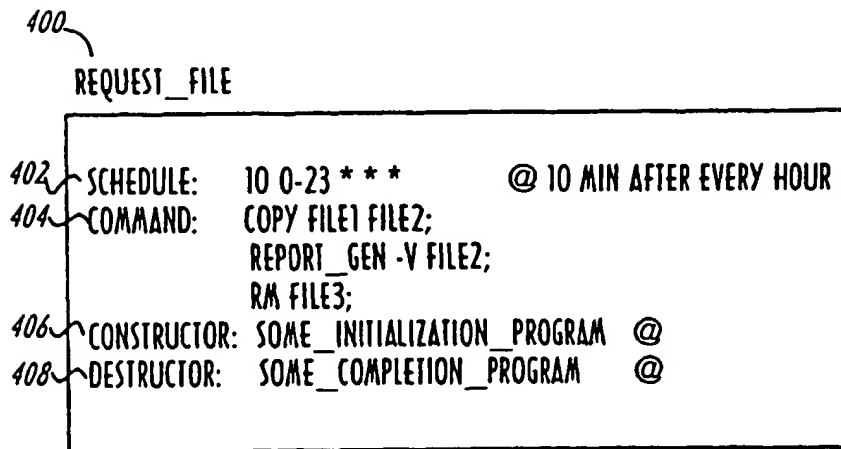 400
REQUEST_FILE
402 SCHEDULE: 10 0-23 * * * @ 10 MIN AFTER EVERY HOUR
404 COMMAND: COPY FILE1 FILE2;
REPORT_GEN -V FILE2;
RM FILE3;
406 CONSTRUCTOR: SOME_INITIALIZATION_PROGRAM @
408 DESTRUCTOR: SOME_COMPLETION_PROGRAM @